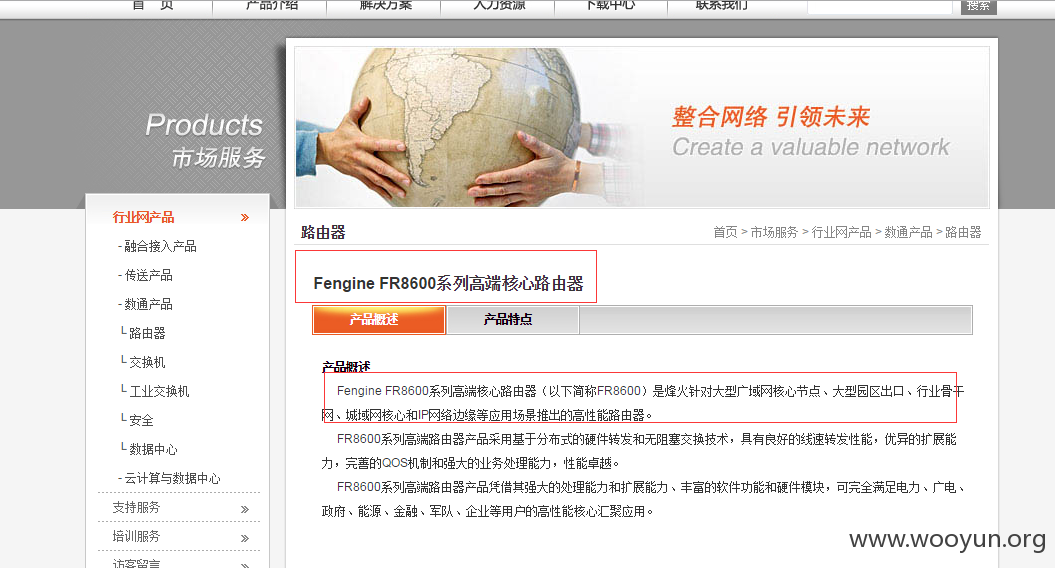 首 页 产品介绍 解决方案 人力资源 下载中心 联系我们 搜索
Products
市场服务
整合网络 引领未来
Create a valuable network
行业网产品 »
-融合接入产品
-传送产品
-数通产品
└路由器
└交换机
└工业交换机
└安全
└数据中心
-云计算与数据中心
支持服务 »
培训服务 »
访客留言 »
路由器 首页 > 市场服务 > 行业网产品 > 数通产品 > 路由器
Fengine FR8600系列高端核心路由器
产品概述 产品特点
产品概述
Fengine FR8600系列高端核心路由器（以下简称FR8600）是烽火针对大型广域网核心节点、大型园区出口、行业骨干
网、城域网核心和IP网络边缘等应用场景推出的高性能路由器。
FR8600系列高端路由器产品采用基于分布式的硬件转发和无阻塞交换技术，具有良好的线速转发性能，优异的扩展能
力，完善的QOS机制和强大的业务处理能力，性能卓越。
FR8600系列高端路由器产品凭借其强大的处理能力和扩展能力、丰富的软件功能和硬件模块，可完全满足电力、广电、
政府、能源、金融、军队、企业等用户的高性能核心汇聚应用。
www.wooyun.org